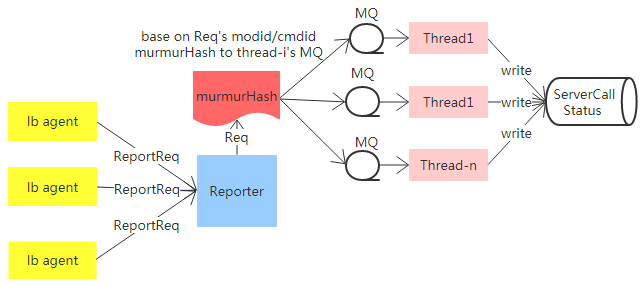 base on Req's modid/cmdid
murmurHash to thread-i's MQ
MQ
Thread1
murmurHash
MQ
Thread1
MQ
Thread-n
write
write
write
ServerCall
Status
Req
Reporter
lb agent
lb agent
lb agent
ReportReq
ReportReq
ReportReq